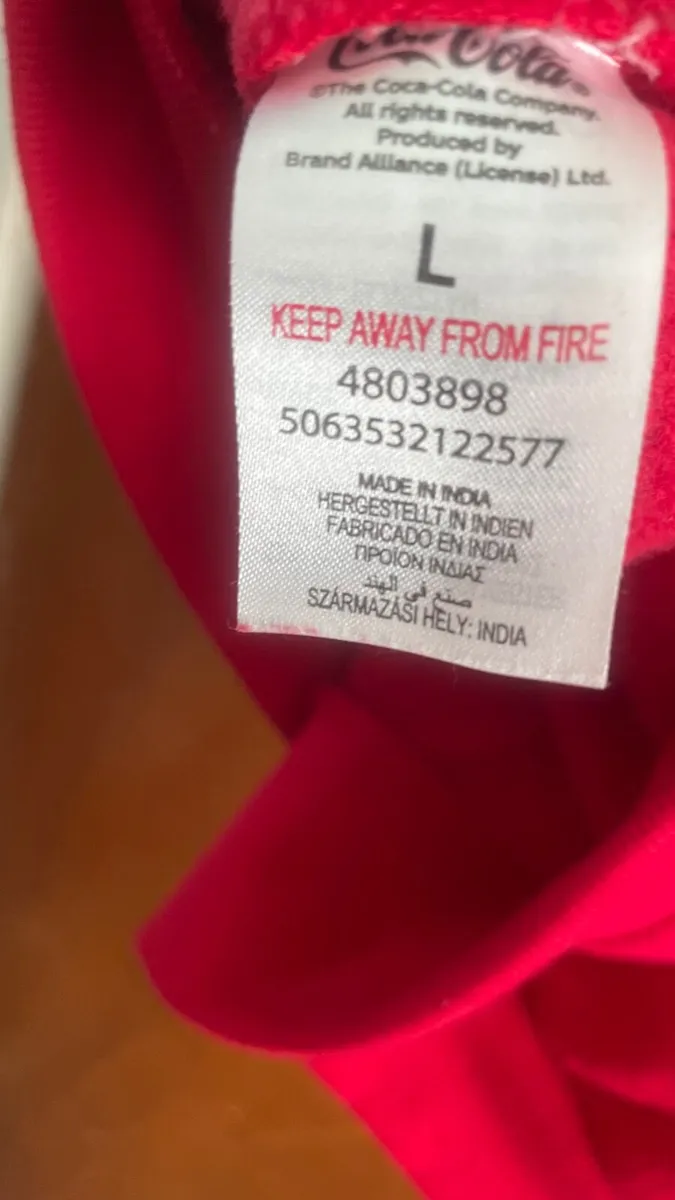 Coca-Cola®
©The Coca-Cola Company.
All rights reserved.
Produced by
Brand Alliance (License) Ltd.
L
KEEP AWAY FROM FIRE
4803898
5063532122577
MADE IN INDIA
HERGESTELLT IN INDIEN
FABRICADO EN INDIA
ΠΡΟΪΟΝ ΙΝΔΙΑΣ
صنع في الهند
SZÁRMAZÁSI HELY: INDIA